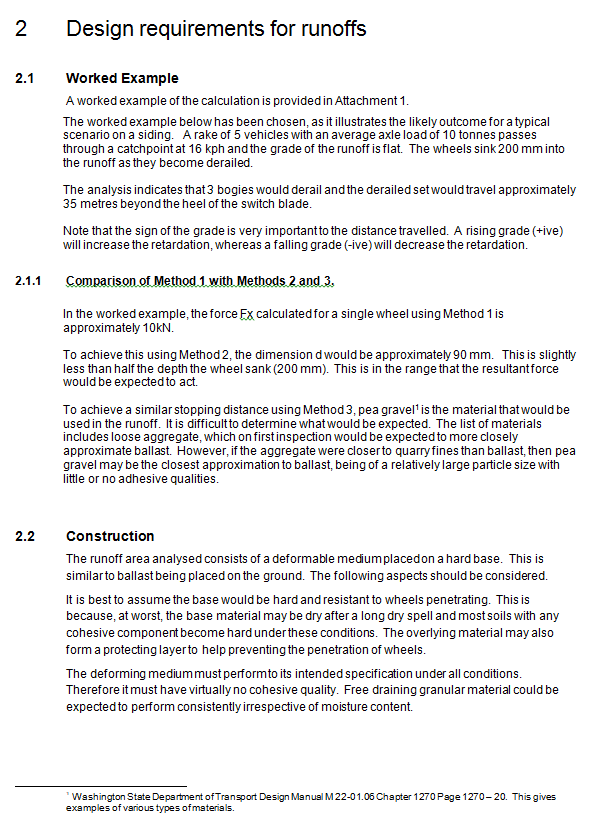 2 Design requirements for runoffs
2.1 Worked Example
A worked example of the calculation is provided in Attachment 1.
The worked example below has been chosen, as it illustrates the likely outcome for a typical
scenario on a siding. A rake of 5 vehicles with an average axle load of 10 tonnes passes
through a catchpoint at 16 kph and the grade of the runoff is flat. The wheels sink 200 mm into
the runoff as they become derailed.
The analysis indicates that 3 bogies would derail and the derailed set would travel approximately
35 metres beyond the heel of the switch blade.
Note that the sign of the grade is very important to the distance travelled. A rising grade (+ive)
will increase the retardation, whereas a falling grade (-ive) will decrease the retardation.
2.1.1 Comparison of Method 1 with Methods 2 and 3.
In the worked example, the force Fx calculated for a single wheel using Method 1 is
approximately 10kN.
To achieve this using Method 2, the dimension d would be approximately 90 mm. This is slightly
less than half the depth the wheel sank (200 mm). This is in the range that the resultant force
would be expected to act.
To achieve a similar stopping distance using Method 3, pea gravel¹ is the material that would be
used in the runoff. It is difficult to determine what would be expected. The list of materials
includes loose aggregate, which on first inspection would be expected to more closely
approximate ballast. However, if the aggregate were closer to quarry fines than ballast, then pea
gravel may be the closest approximation to ballast, being of a relatively large particle size with
little or no adhesive qualities.
2.2 Construction
The runoff area analysed consists of a deformable medium placed on a hard base. This is
similar to ballast being placed on the ground. The following aspects should be considered.
It is best to assume the base would be hard and resistant to wheels penetrating. This is
because, at worst, the base material may be dry after a long dry spell and most soils with any
cohesive component become hard under these conditions. The overlying material may also
form a protecting layer to help preventing the penetration of wheels.
The deforming medium must perform to its intended specification under all conditions.
Therefore it must have virtually no cohesive quality. Free draining granular material could be
expected to perform consistently irrespective of moisture content.
¹ Washington State Department of Transport Design Manual M 22-01.06 Chapter 1270 Page 1270 – 20. This gives
examples of various types of materials.